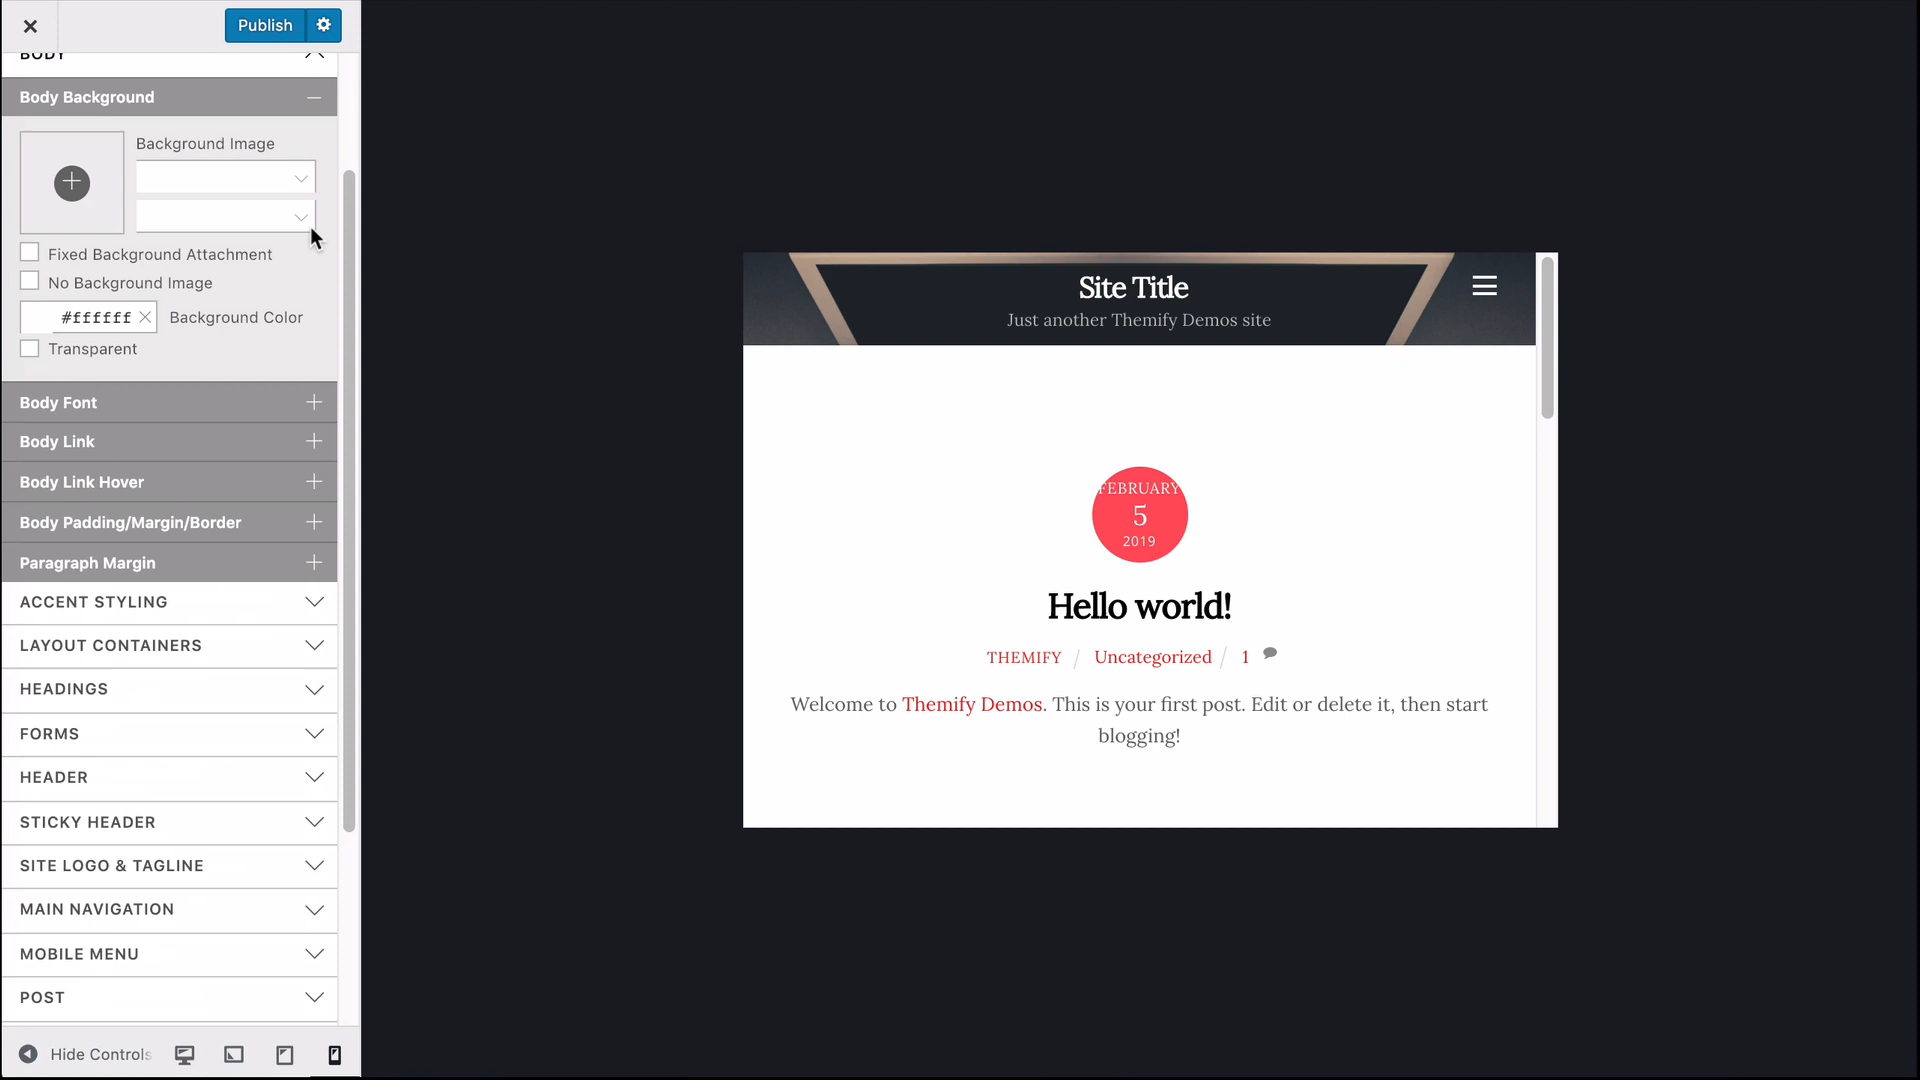 Publish
BODY
Body Background
Background Image
Fixed Background Attachment
No Background Image
#ffffff Background Color
Transparent
Body Font
Body Link
Body Link Hover
Body Padding/Margin/Border
Paragraph Margin
ACCENT STYLING
LAYOUT CONTAINERS
HEADINGS
FORMS
HEADER
STICKY HEADER
SITE LOGO & TAGLINE
MAIN NAVIGATION
MOBILE MENU
POST
Hide Controls
Site Title
Just another Themify Demos site
FEBRUARY
5
2019
Hello world!
THEMIFY / Uncategorized / 1
Welcome to Themify Demos. This is your first post. Edit or delete it, then start
blogging!